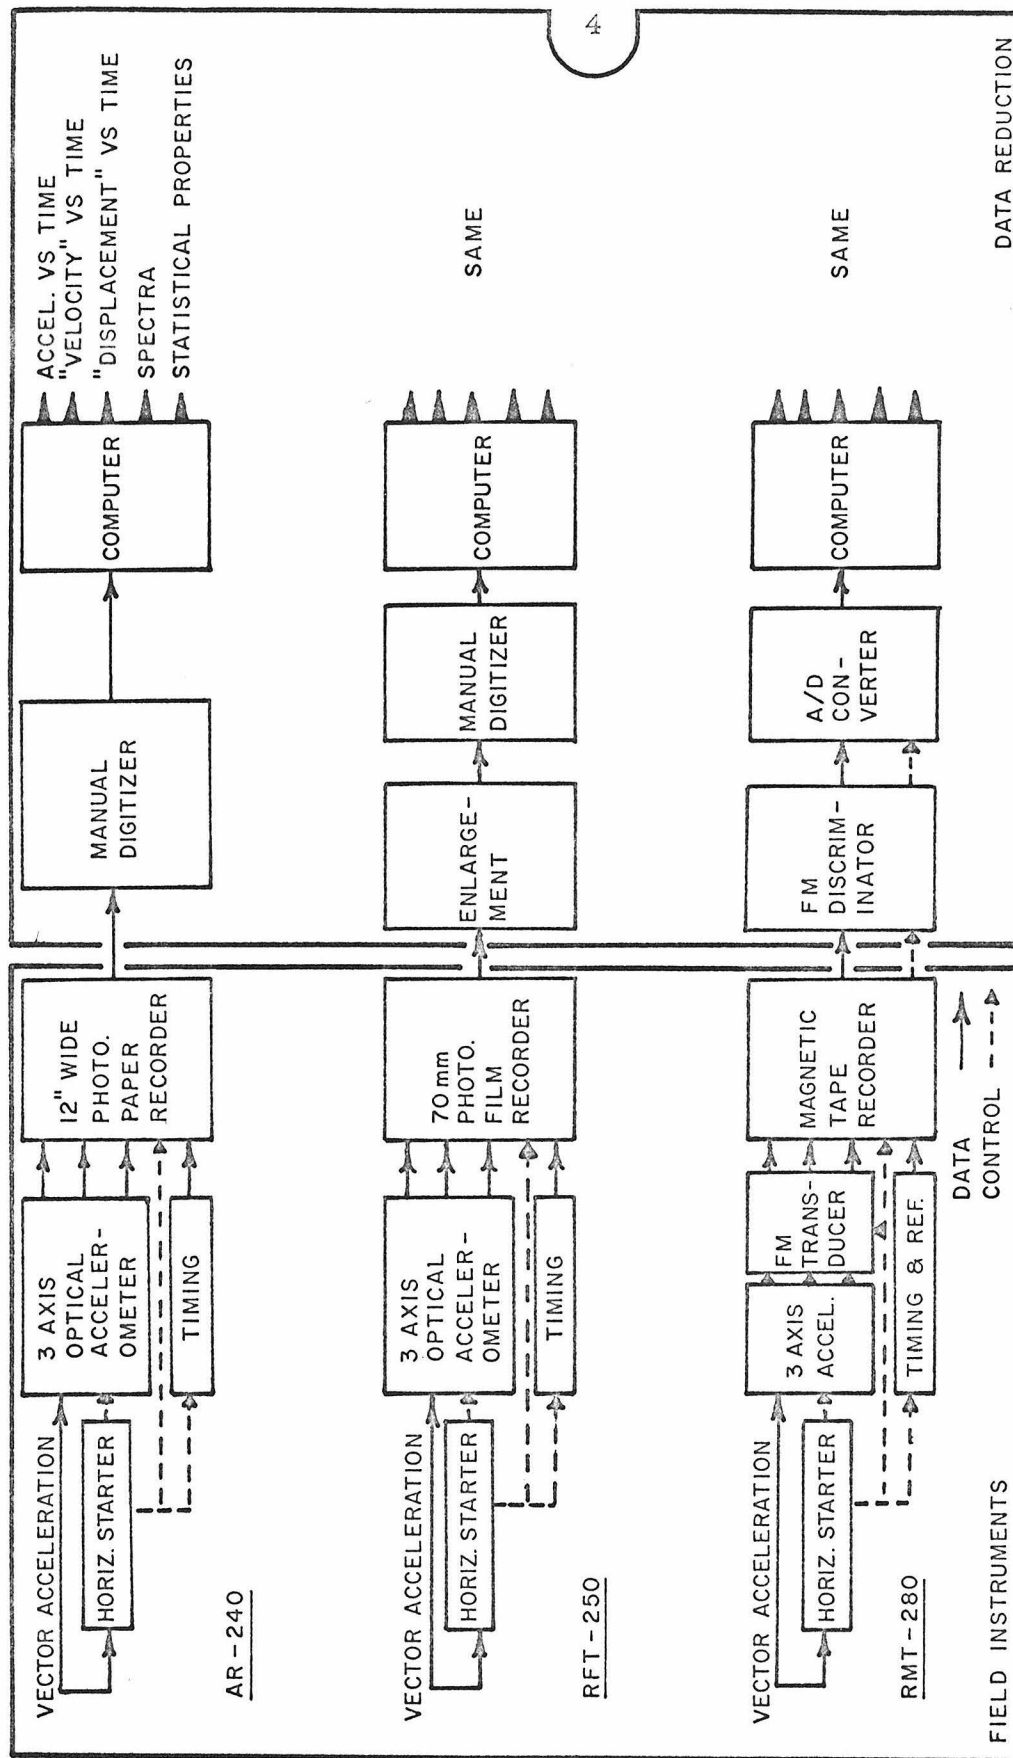 4
VECTOR ACCELERATION
HORIZ. STARTER
3 AXIS
OPTICAL
ACCELER-
OMETER
TIMING
12" WIDE
PHOTO.
PAPER
RECORDER
MANUAL
DIGITIZER
COMPUTER
ACCEL. VS TIME
"VELOCITY" VS TIME
"DISPLACEMENT" VS TIME
SPECTRA
STATISTICAL PROPERTIES
AR-240
VECTOR ACCELERATION
HORIZ. STARTER
3 AXIS
OPTICAL
ACCELER-
OMETER
TIMING
70mm
PHOTO.
FILM
RECORDER
ENLARGE-
MENT
MANUAL
DIGITIZER
COMPUTER
SAME
RFT-250
VECTOR ACCELERATION
HORIZ. STARTER
3 AXIS
ACCEL.
FM
TRANS-
DUCER
TIMING & REF.
MAGNETIC
TAPE
RECORDER
FM
DISCRIM-
INATOR
A/D
CON-
VERTER
COMPUTER
SAME
RMT-280
DATA
CONTROL
FIELD INSTRUMENTS
DATA REDUCTION